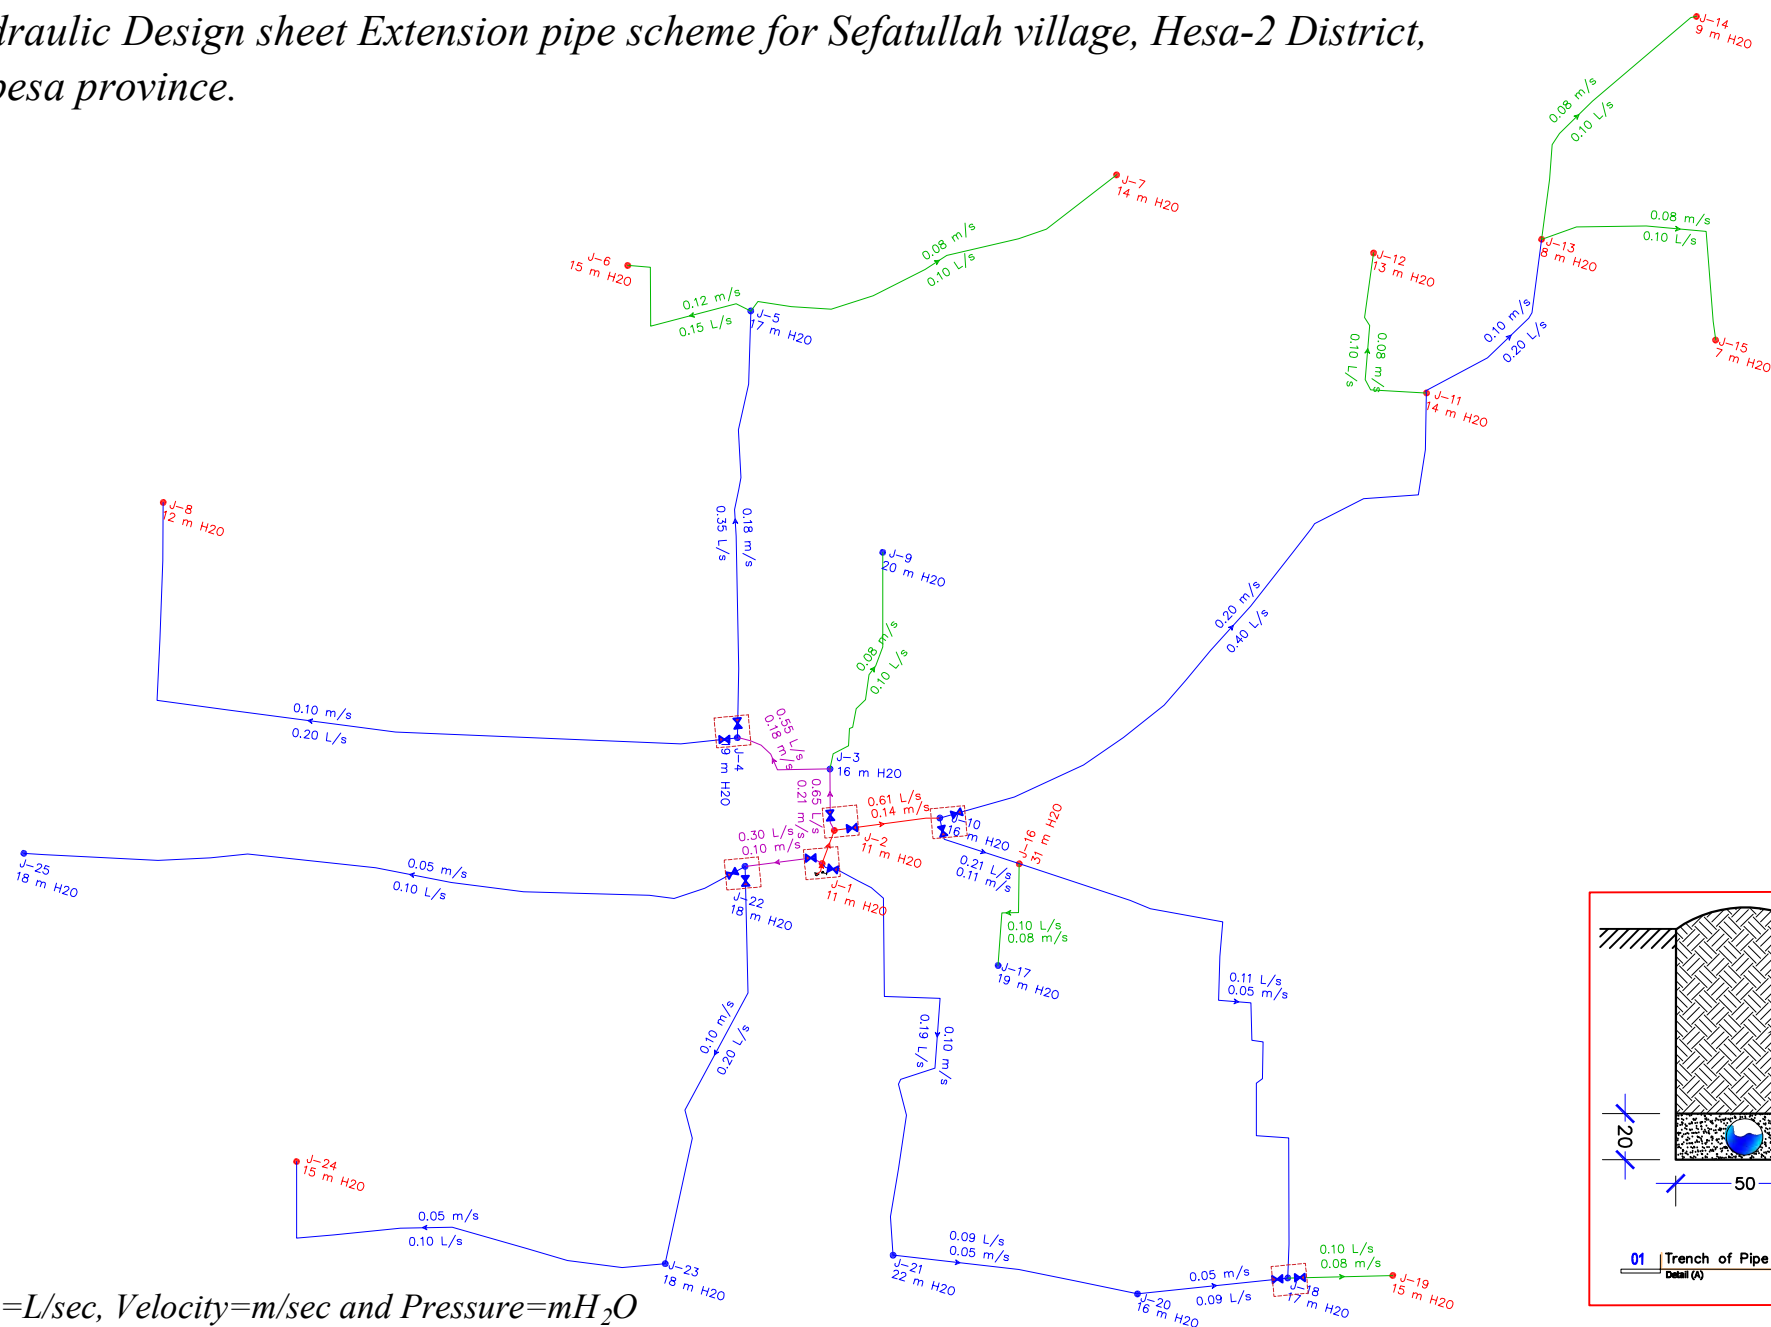 draulic Design sheet Extension pipe scheme for Sefatullah village, Hesa-2 District,
pesa province.
J-14
9 m H20
0.08 m/s
0.10 L/s
J-7
14 m H20
0.08 m/s
0.10 L/s
J-6
15 m H20
0.12 m/s
0.15 L/s
J-5
17 m H20
0.08 m/s
0.10 L/s
J-13
8 m H20
J-12
13 m H20
0.10 m/s
0.20 L/s
J-15
7 m H20
0.08 m/s
0.10 L/s
J-11
14 m H20
J-8
12 m H20
0.18 m/s
0.35 L/s
J-9
20 m H20
0.20 m/s
0.40 L/s
0.08 m/s
0.10 L/s
0.10 m/s
0.20 L/s
0.55 L/s
0.18 m/s
J-4
9 m H20
J-3
16 m H20
0.65 L/s
0.21 m/s
0.61 L/s
0.14 m/s
J-10
16 m H20
J-16
31 m H20
J-2
11 m H20
0.30 L/s
0.10 m/s
J-1
11 m H20
0.21 L/s
0.11 m/s
J-25
18 m H20
0.05 m/s
0.10 L/s
J-22
18 m H20
0.10 L/s
0.08 m/s
J-17
19 m H20
0.11 L/s
0.05 m/s
0.10 m/s
0.20 L/s
0.10 m/s
0.19 L/s
20
50
J-24
15 m H20
0.05 m/s
0.10 L/s
J-23
18 m H20
0.09 L/s
0.05 m/s
J-21
22 m H20
0.05 m/s
0.09 L/s
J-20
16 m H20
J-18
17 m H20
0.10 L/s
0.08 m/s
J-19
15 m H20
01 Trench of Pipe
Detail (A)
=L/sec, Velocity=m/sec and Pressure=mH₂O